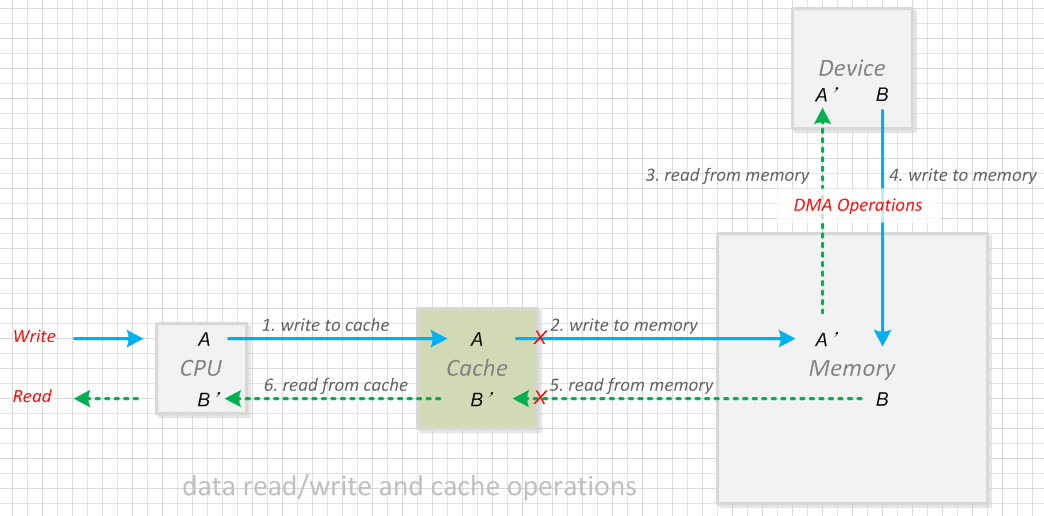 Device
A’ B
3. read from memory 4. write to memory
DMA Operations
Write A 1. write to cache A X 2. write to memory A’
CPU Cache Memory
Read B’ 6. read from cache B’ X 5. read from memory B
data read/write and cache operations